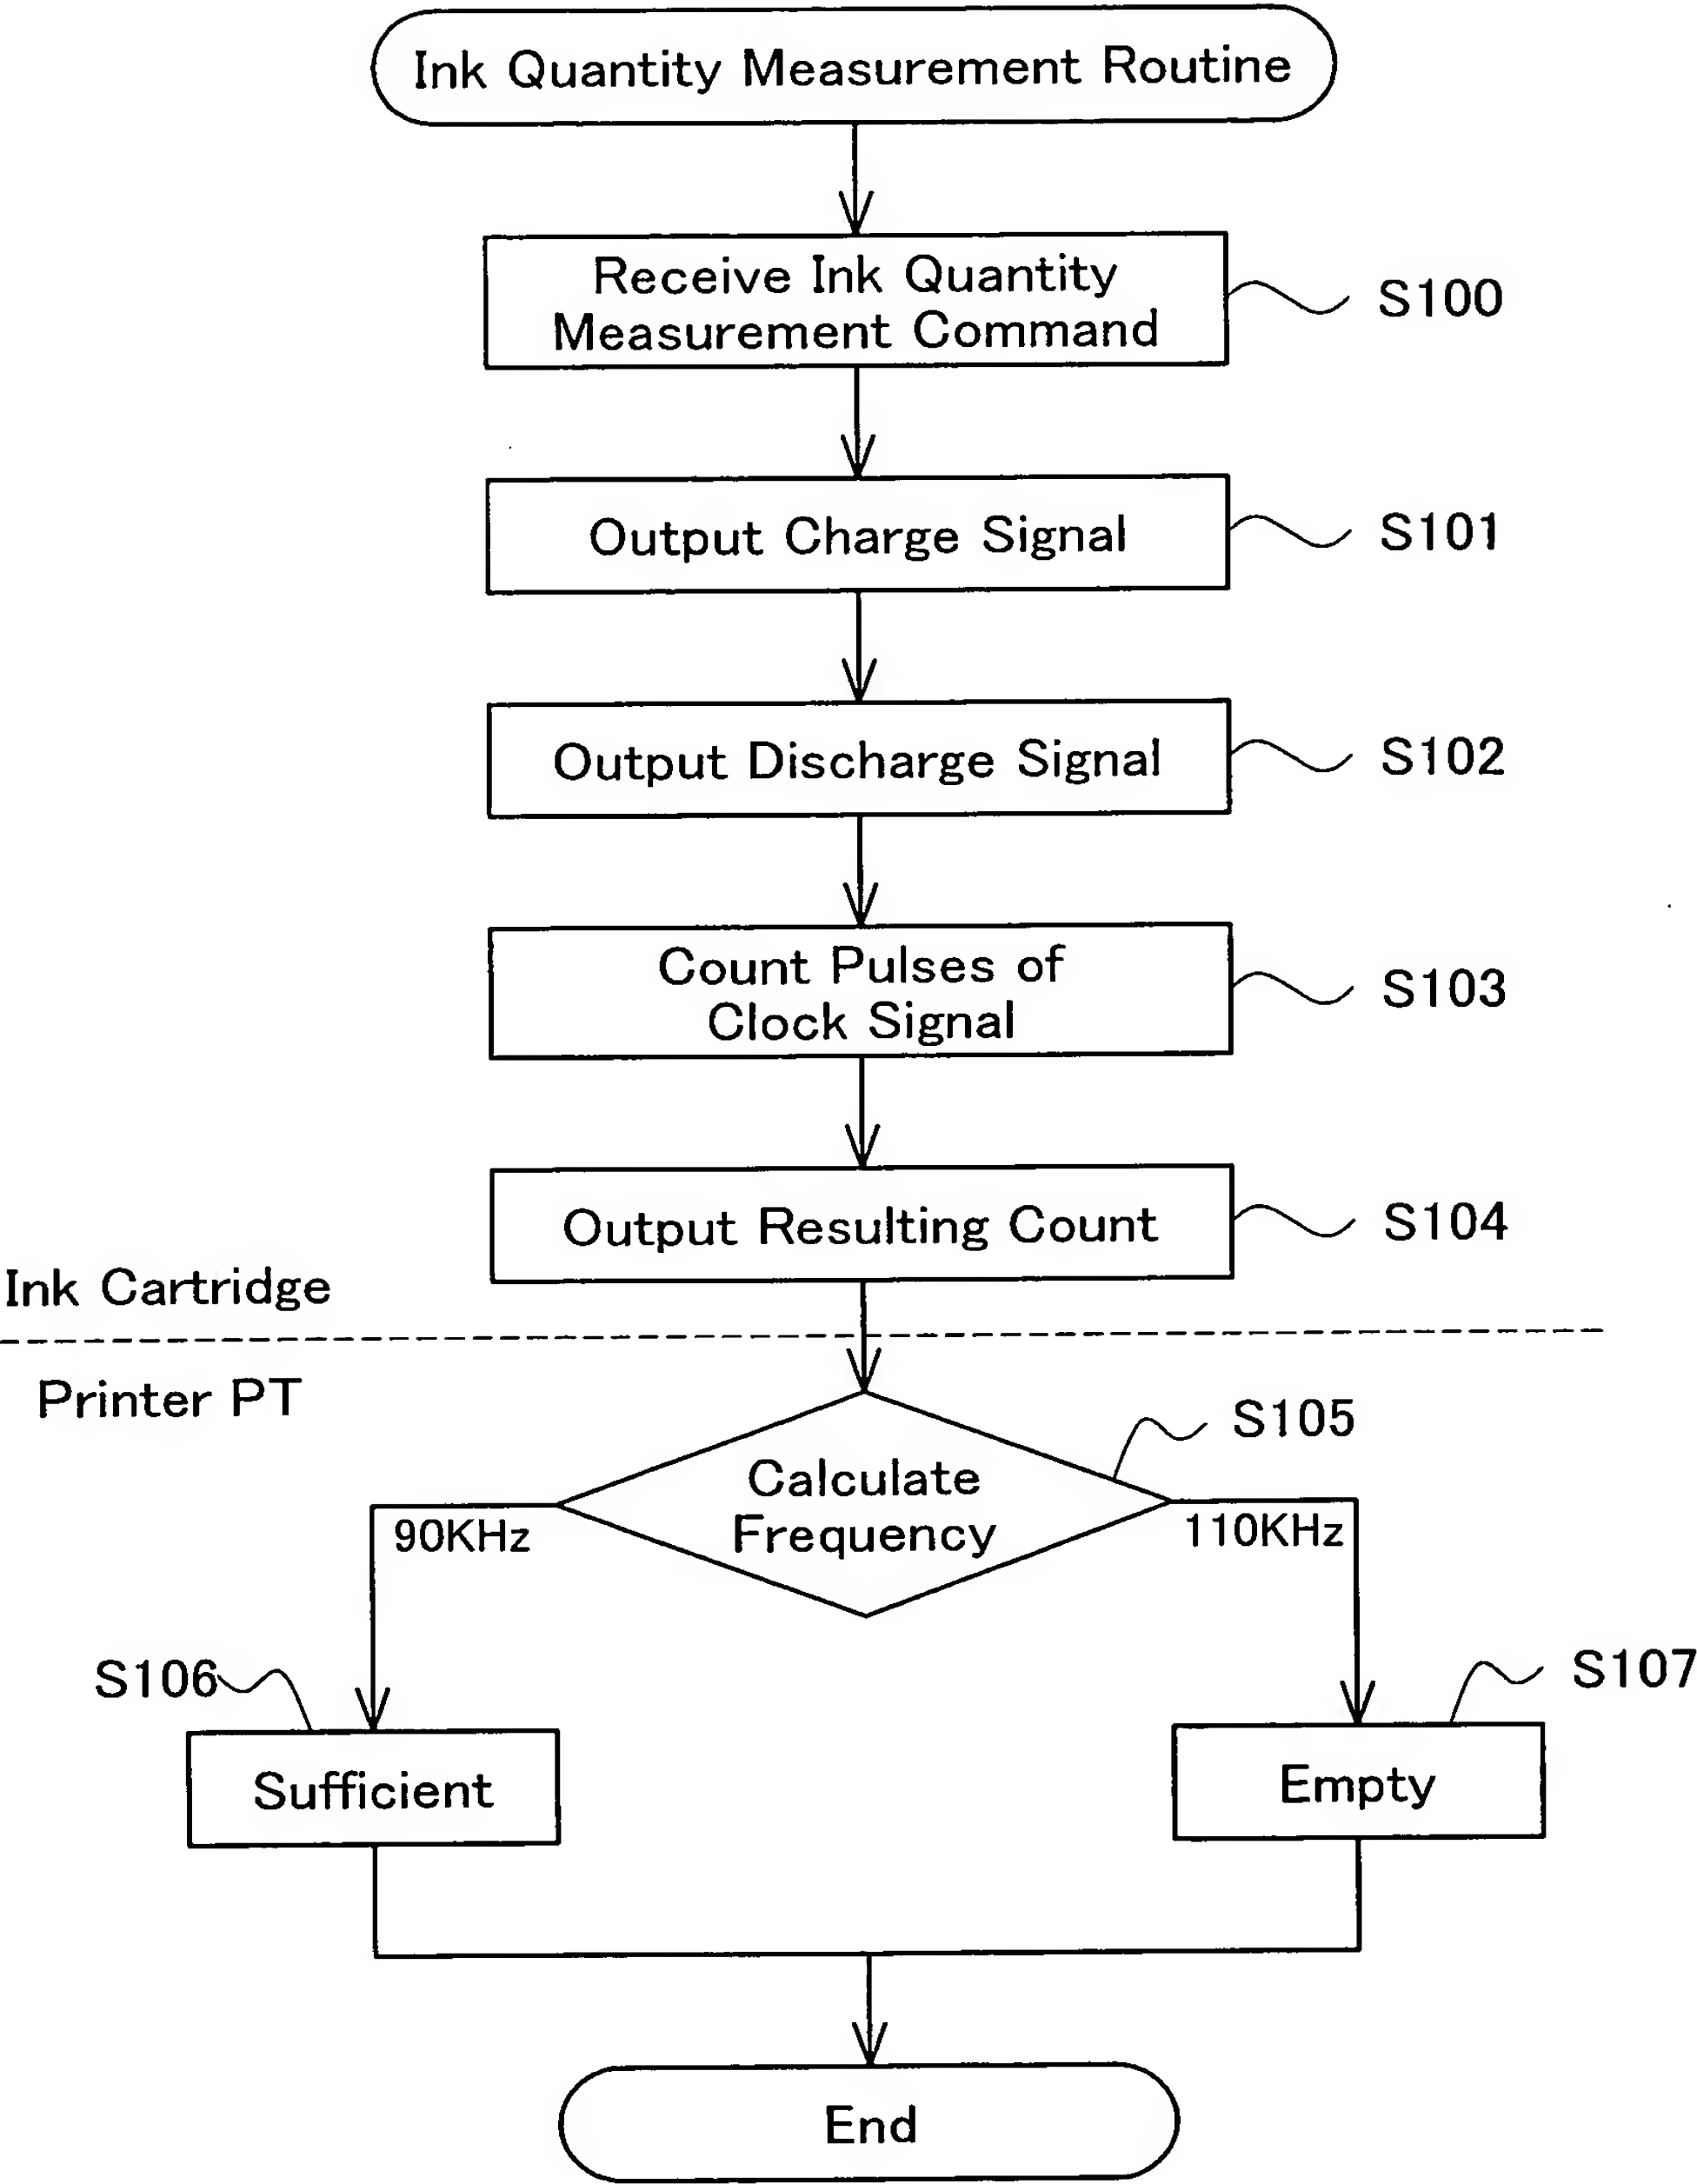 Ink Quantity Measurement Routine
Receive Ink Quantity
Measurement Command
S100
Output Charge Signal
S101
Output Discharge Signal
S102
Count Pulses of
Clock Signal
S103
Output Resulting Count
S104
Ink Cartridge
Printer PT
S105
Calculate
Frequency
90KHz
110KHz
S106
S107
Sufficient
Empty
End